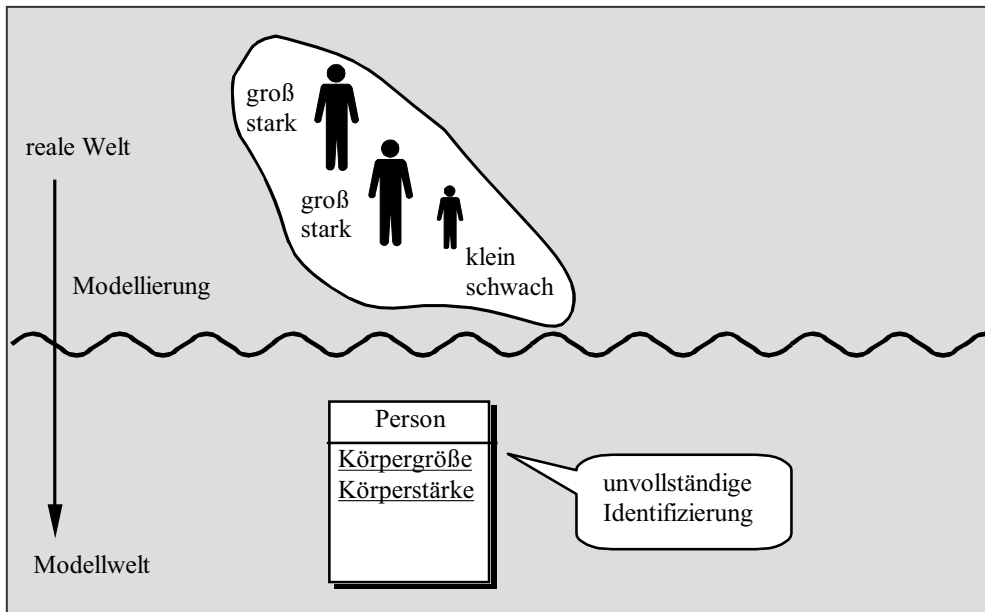 groß
stark
reale Welt
groß
stark
klein
schwach
Modellierung
Person
Körpergröße
Körperstärke
unvollständige
Identifizierung
Modellwelt